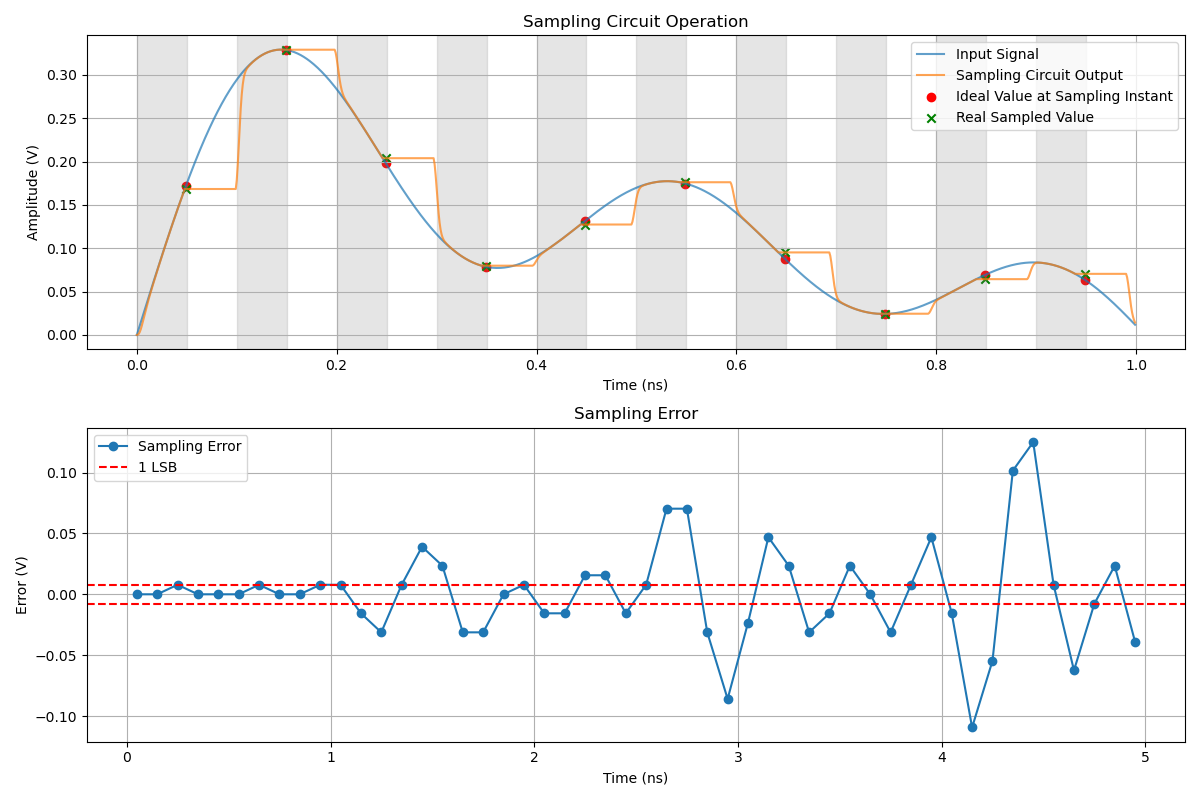 Sampling Circuit Operation
Amplitude (V)
0.30
0.25
0.20
0.15
0.10
0.05
0.00
Input Signal
Sampling Circuit Output
Ideal Value at Sampling Instant
Real Sampled Value
0.0 0.2 0.4 0.6 0.8 1.0
Time (ns)
Sampling Error
Error (V)
0.10
0.05
0.00
−0.05
−0.10
Sampling Error
1 LSB
0 1 2 3 4 5
Time (ns)